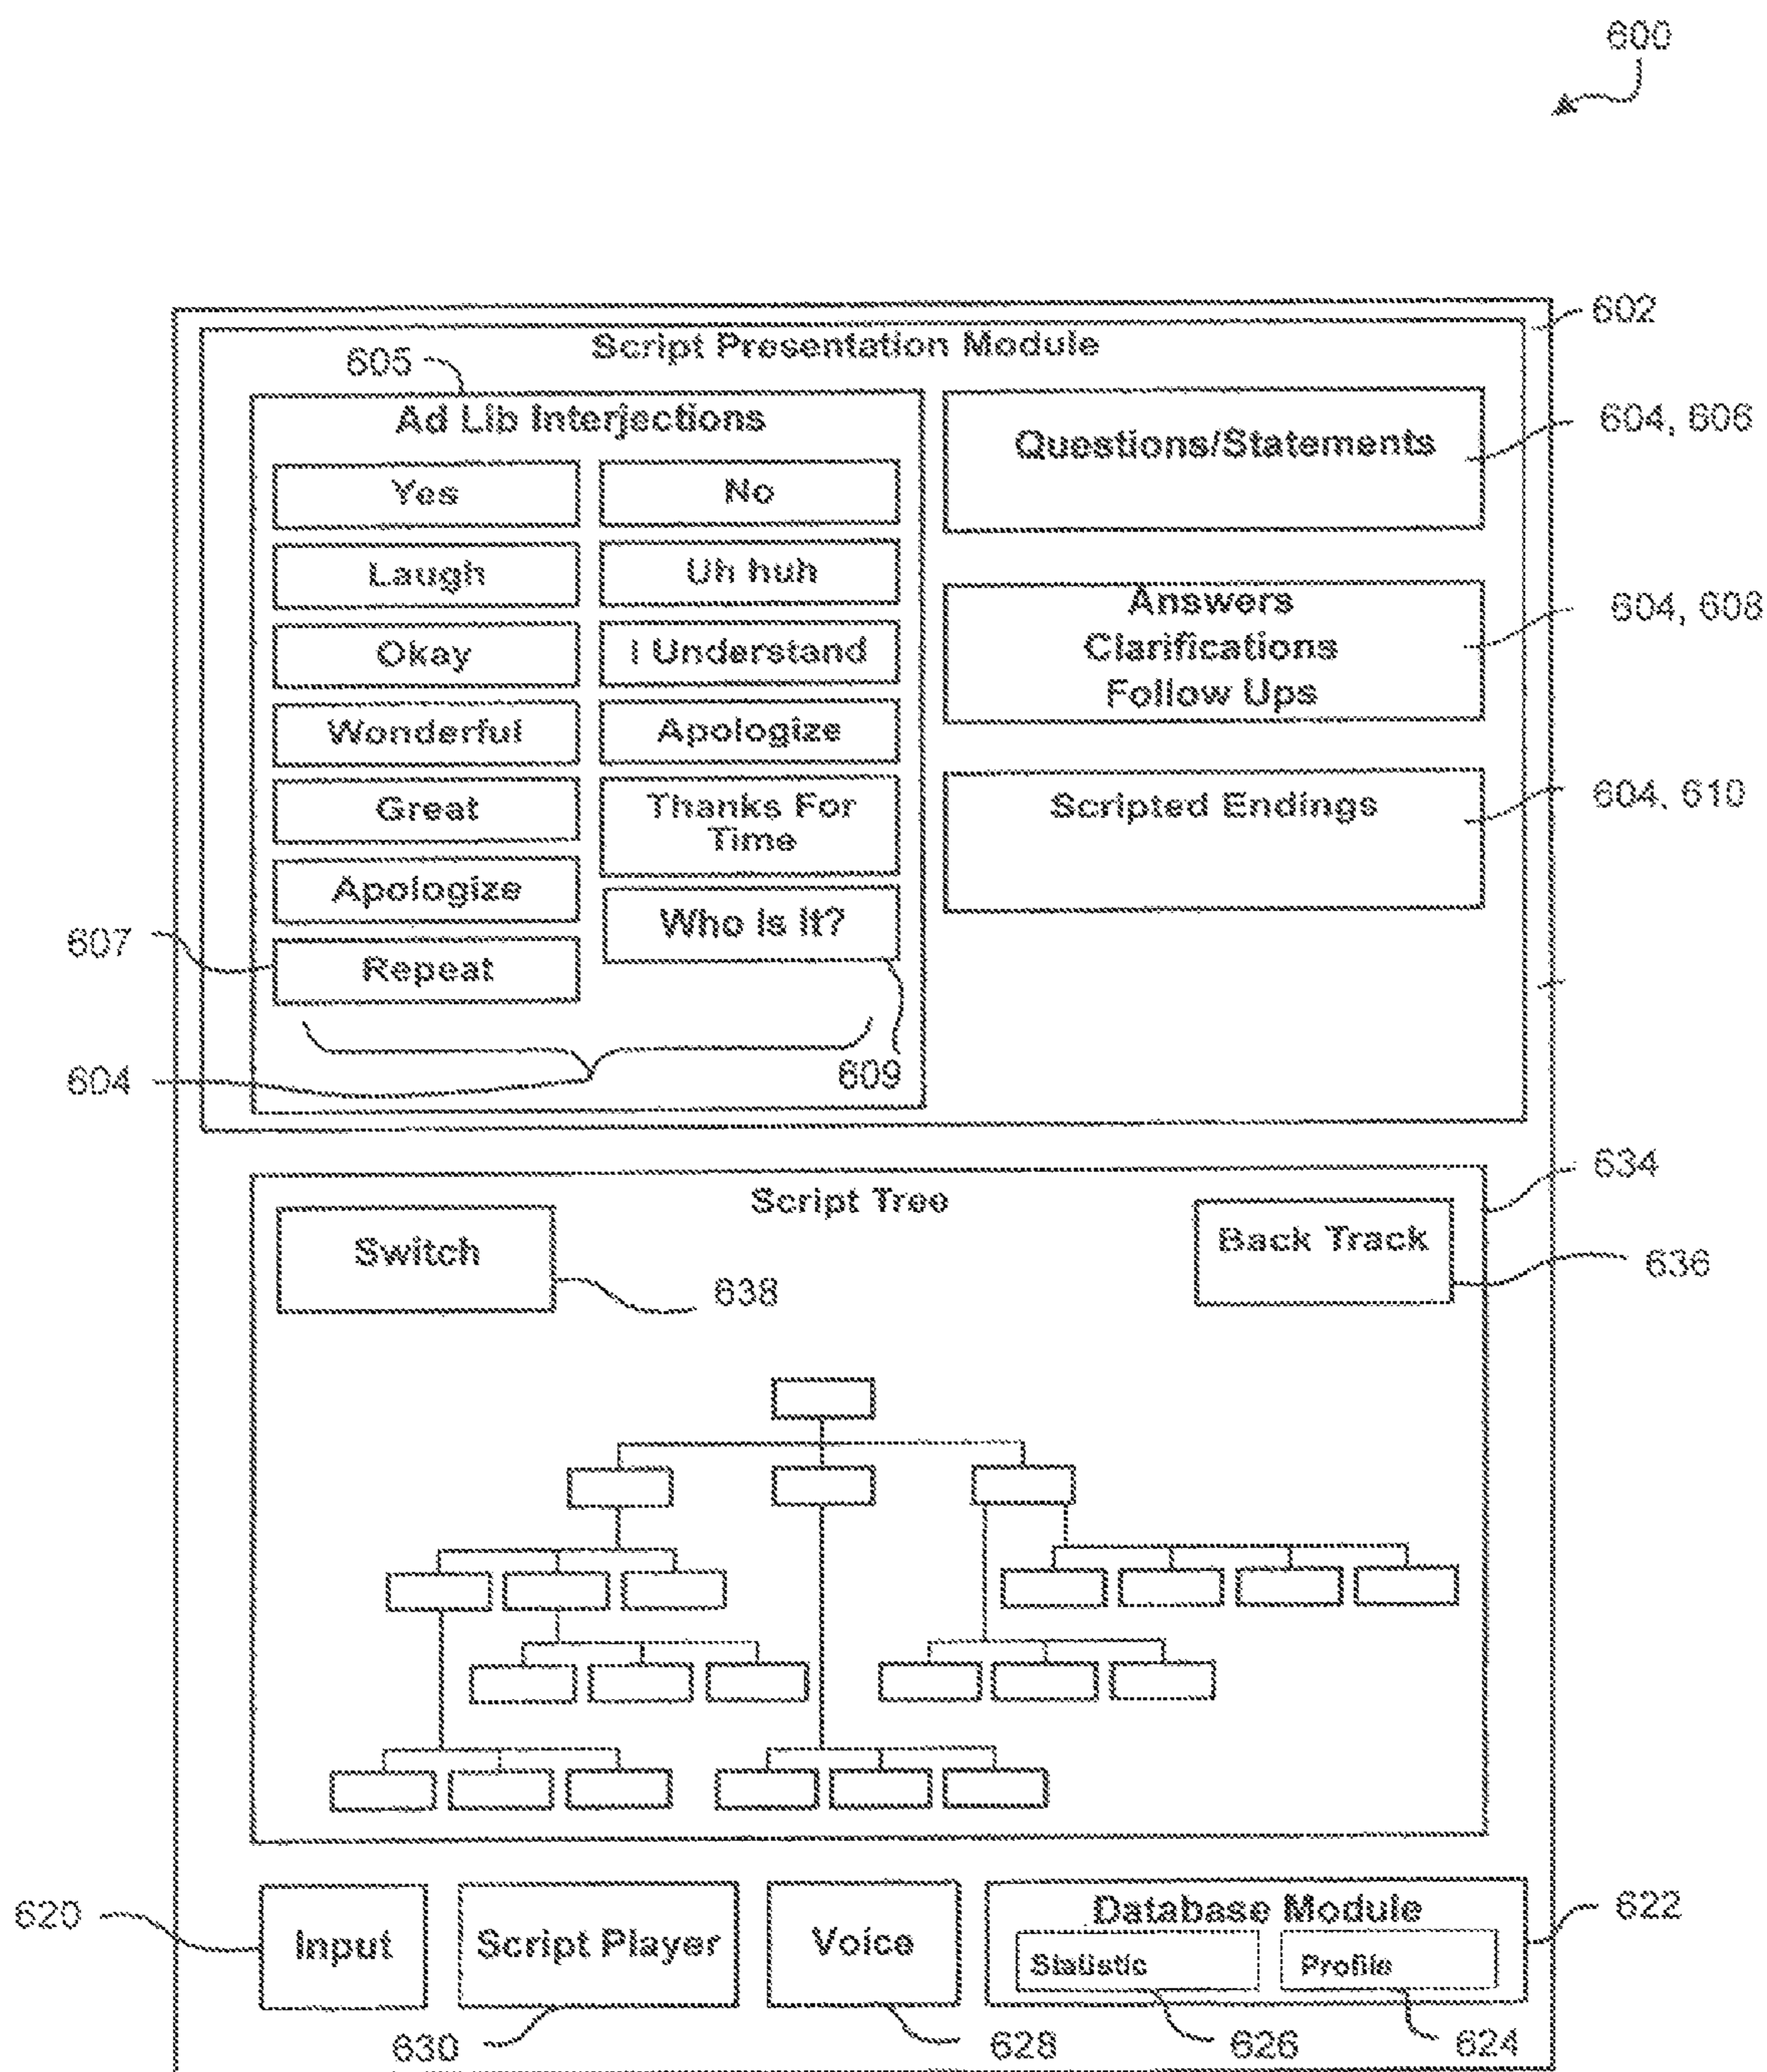 600
602
Script Presentation Module
605
Ad Lib Interjections
Questions/Statements
604, 606
Yes
No
Laugh
Uh huh
Answers
Clarifications
Follow Ups
604, 608
Okay
I Understand
Wonderful
Apologize
Great
Thanks For
Time
Scripted Endings
604, 610
Apologize
Who is it?
607
Repeat
604
609
634
Script Tree
Switch
Back Track
638
636
620
Input
Script Player
Voice
Database Module
Statistic
Profile
622
630
628
626
624